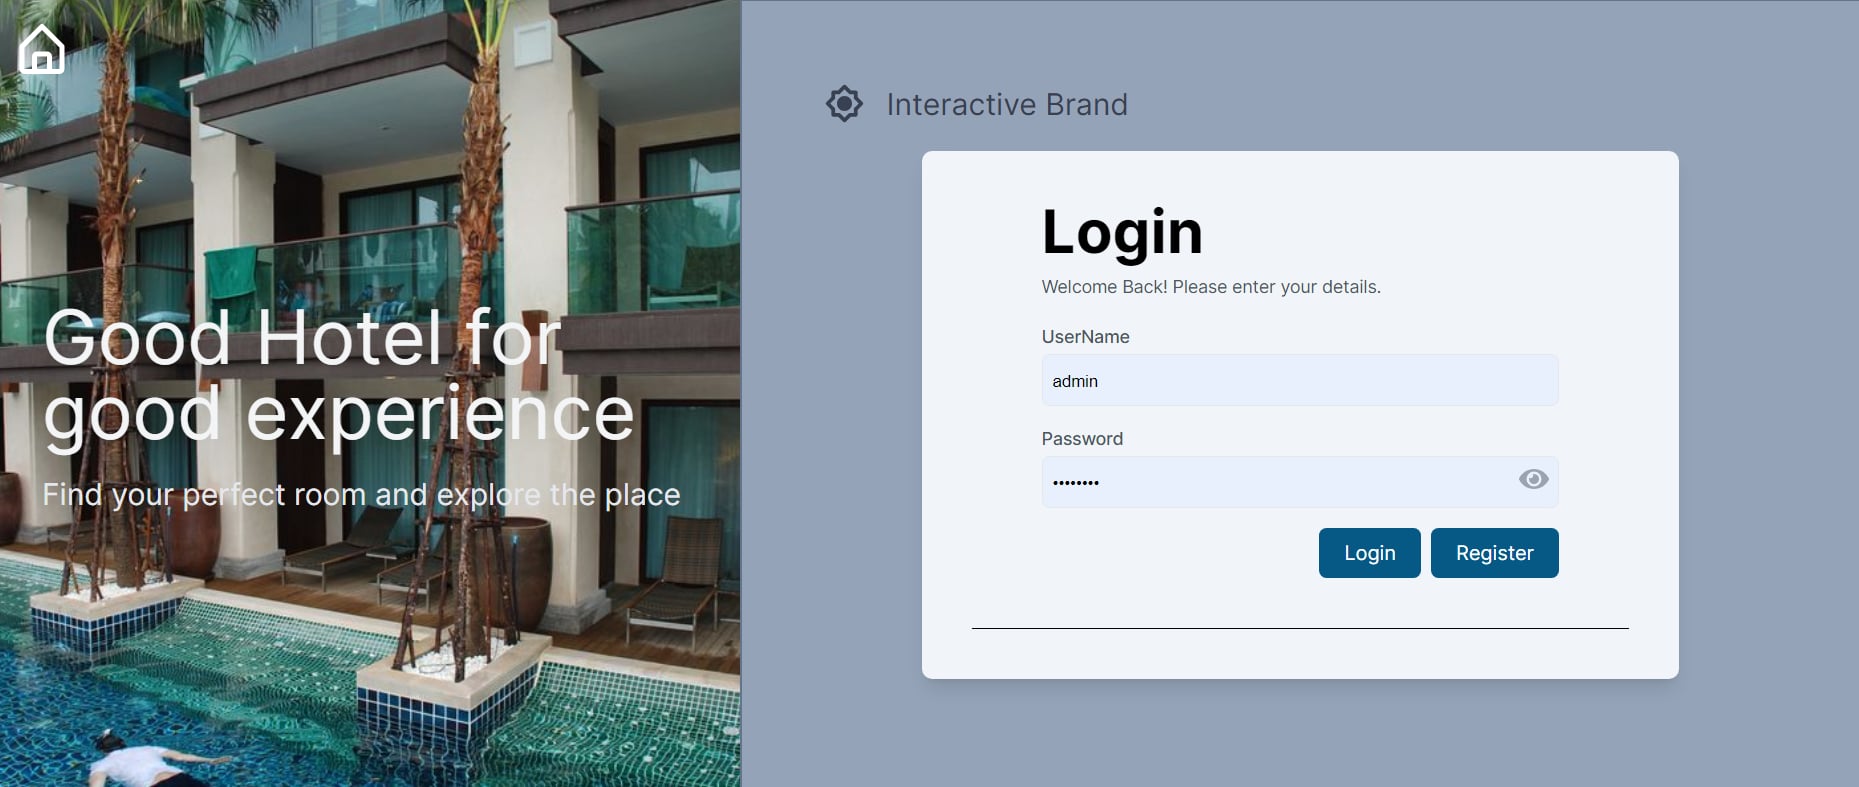 Good Hotel for
good experience
Find your perfect room and explore the place
Interactive Brand
Login
Welcome Back! Please enter your details.
UserName
admin
Password
••••••••
Login
Register